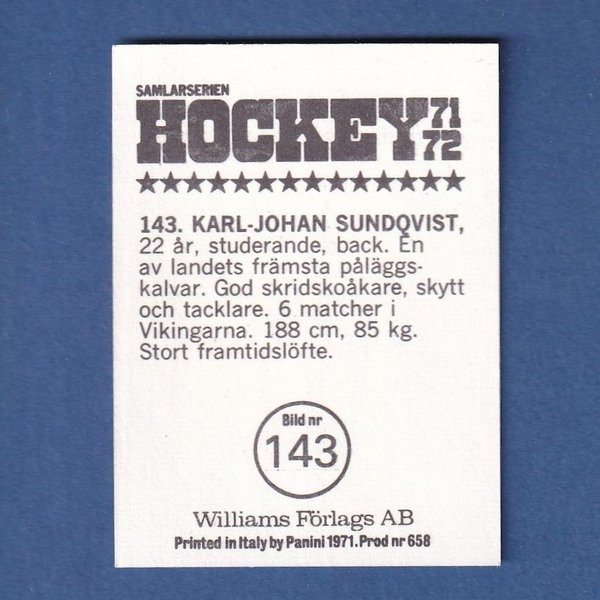 SAMLARSERIEN
HOCKEY 71 72
143. KARL-JOHAN SUNDQVIST,
22 år, studerande, back. En
av landets främsta påläggs-
kalvar. God skridskoåkare, skytt
och tacklare. 6 matcher i
Vikingarna. 188 cm, 85 kg.
Stort framtidslöfte.
Bild nr
143
Williams Förlags AB
Printed in Italy by Panini 1971. Prod nr 658